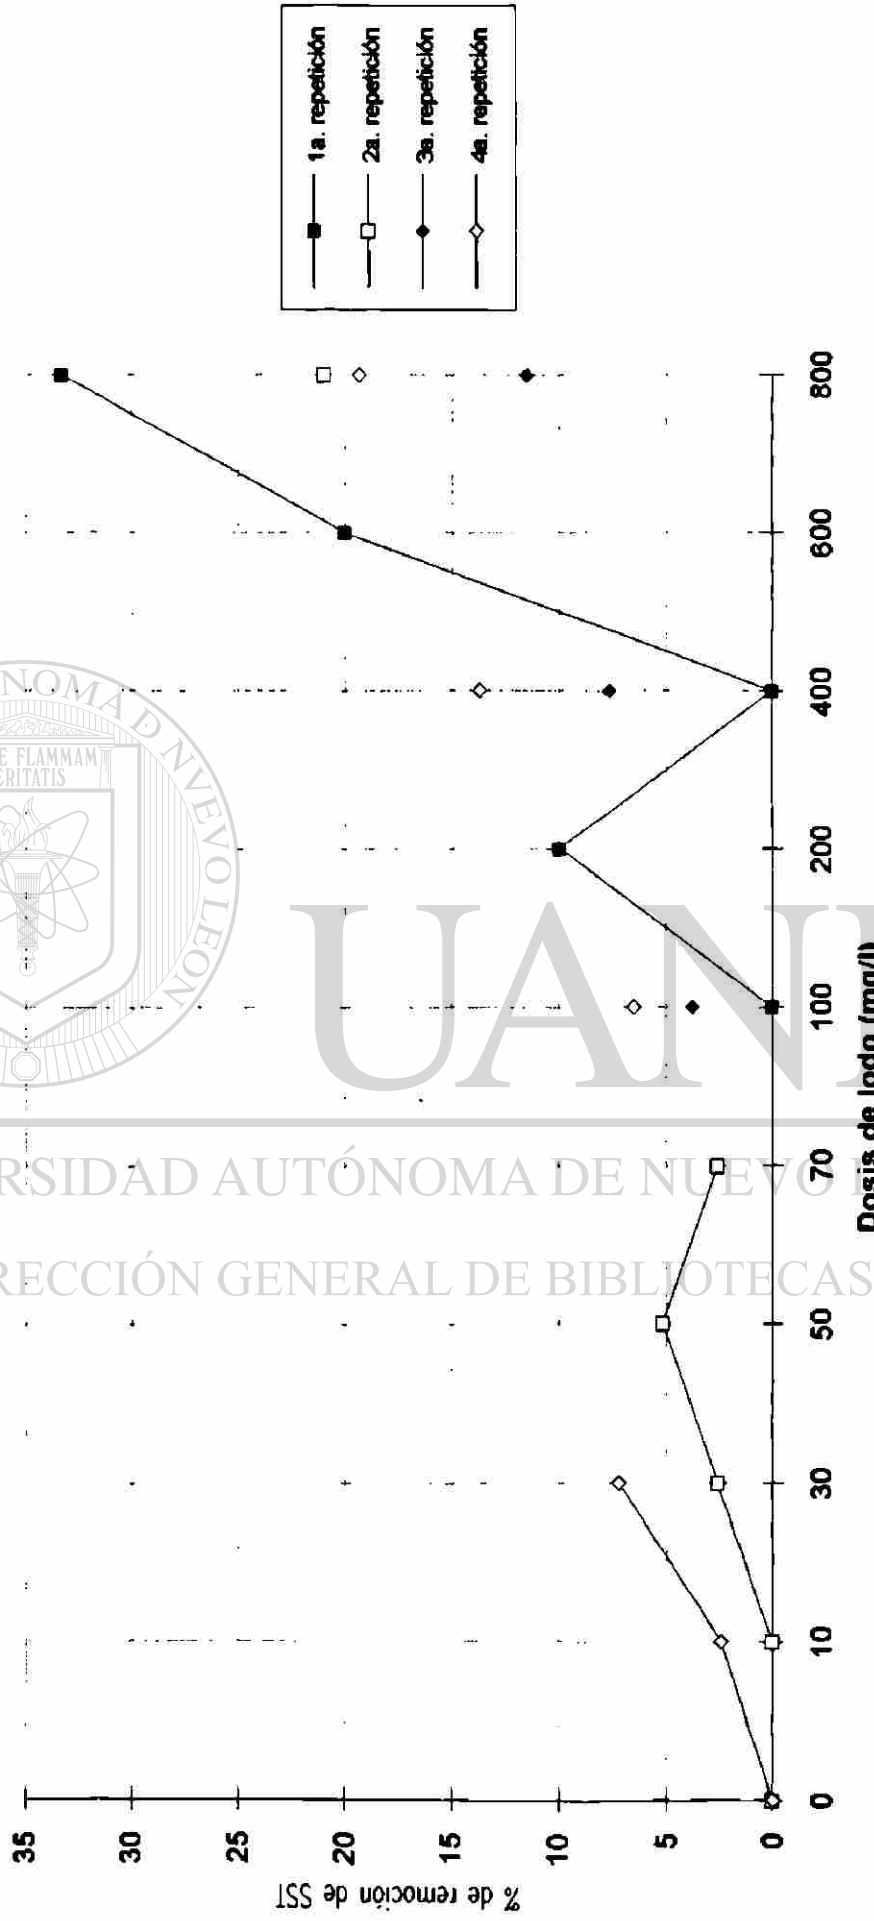 1a. repetición
2a. repetición
3a. repetición
4a. repetición
% de remoción de SST
35
30
25
20
15
10
5
0
0
10
30
50
70
100
200
400
600
800
Dosis de lodo (mg/l)
NOMA D NVEVO LEON
E FLAMMAM
ERITATIS
UAN
RSIDAD AUTÓNOMA DE NUEVO
RECCIÓN GENERAL DE BIBLIOTECAS